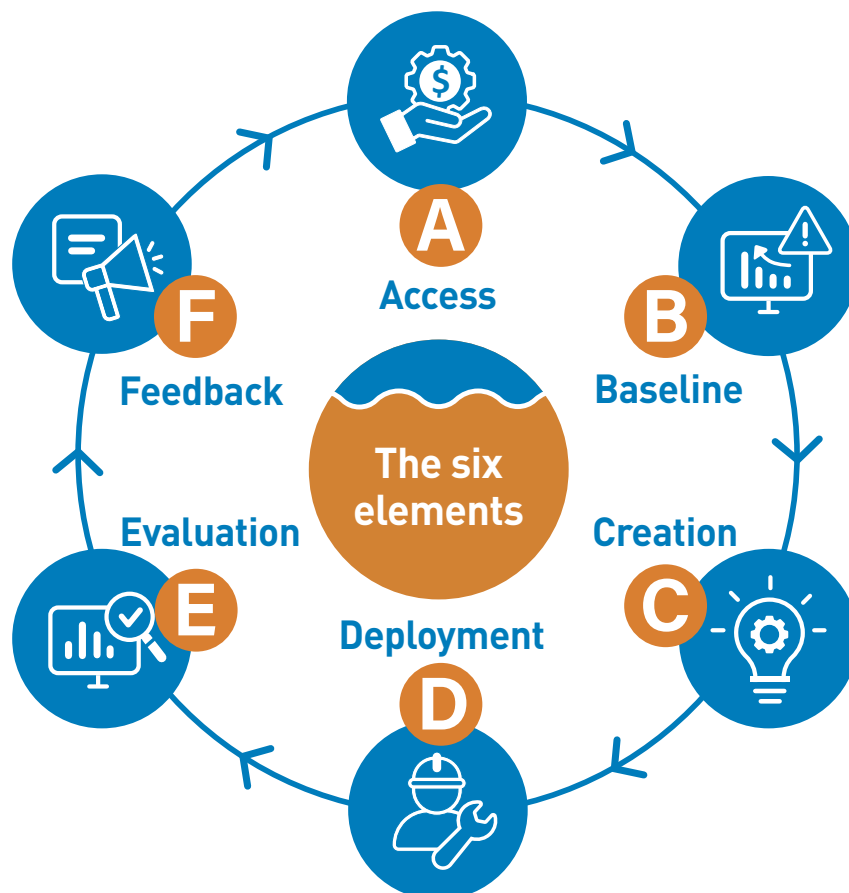 $
A
Access
!
B
Baseline
C
Creation
D
Deployment
E
Evaluation
F
Feedback
The six
elements